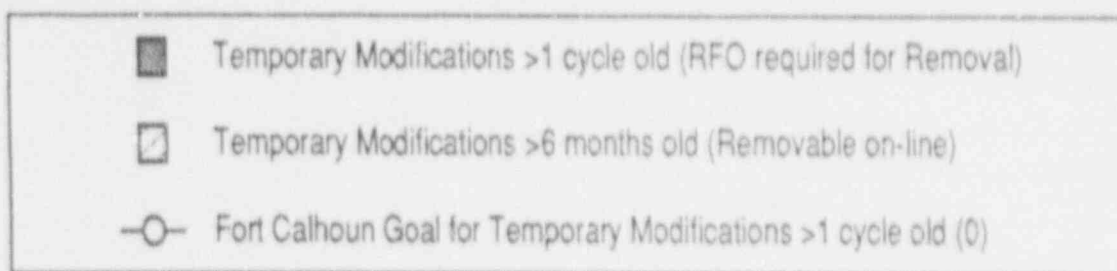 Temporary Modifications >1 cycle old (RFO required for Removal)
Temporary Modifications >6 months old (Removable on-line)
Fort Calhoun Goal for Temporary Modifications >1 cycle old (0)